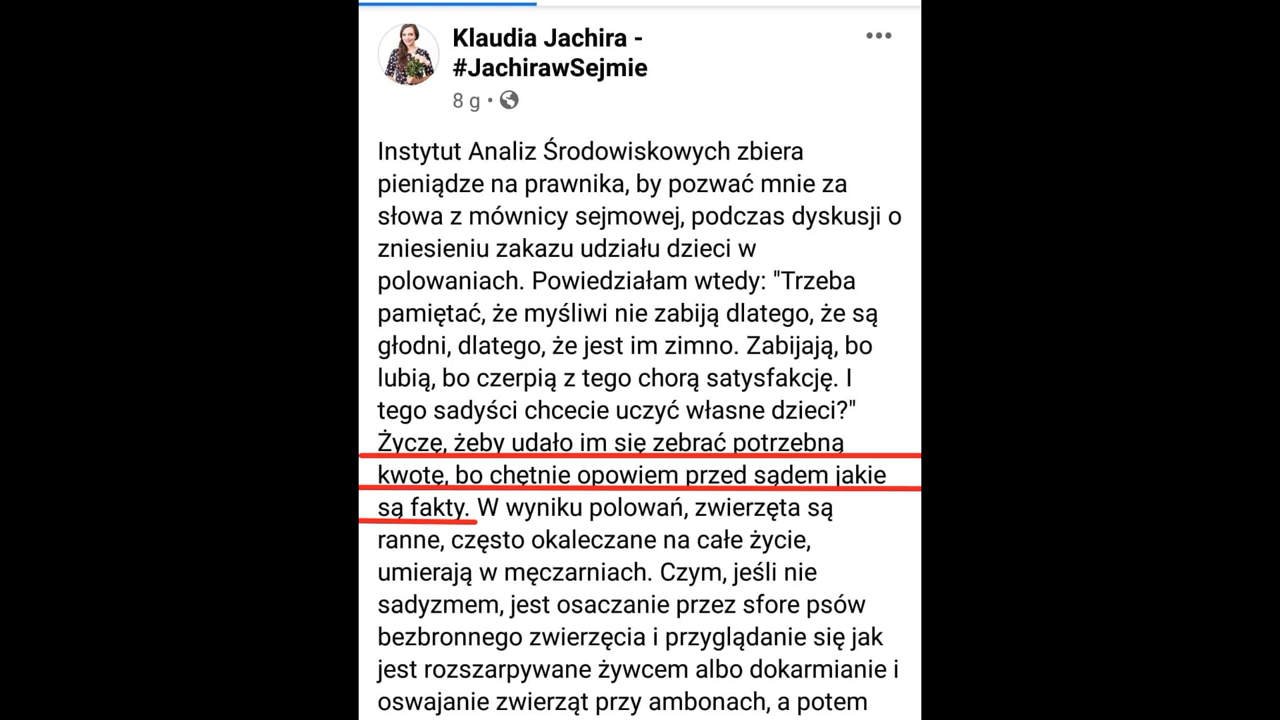 Klaudia Jachira -
#JachirawSejmie
8 g •
Instytut Analiz Środowiskowych zbiera
pieniądze na prawnika, by pozwać mnie za
słowa z mównicy sejmowej, podczas dyskusji o
zniesieniu zakazu udziału dzieci w
polowaniach. Powiedziałam wtedy: "Trzeba
pamiętać, że myśliwi nie zabiją dlatego, że są
głodni, dlatego, że jest im zimno. Zabijają, bo
lubią, bo czerpią z tego chorą satysfakcję. I
tego sadyści chcecie uczyć własne dzieci?"
Życzę, żeby udało im się zebrać potrzebną
kwotę, bo chętnie opowiem przed sądem jakie
są fakty. W wyniku polowań, zwierzęta są
ranne, często okaleczane na całe życie,
umierają w męczarniach. Czym, jeśli nie
sadyzmem, jest osaczanie przez sfore psów
bezbronnego zwierzęcia i przyglądanie się jak
jest rozszarpywane żywcem albo dokarmianie i
oswajanie zwierząt przy ambonach, a potem